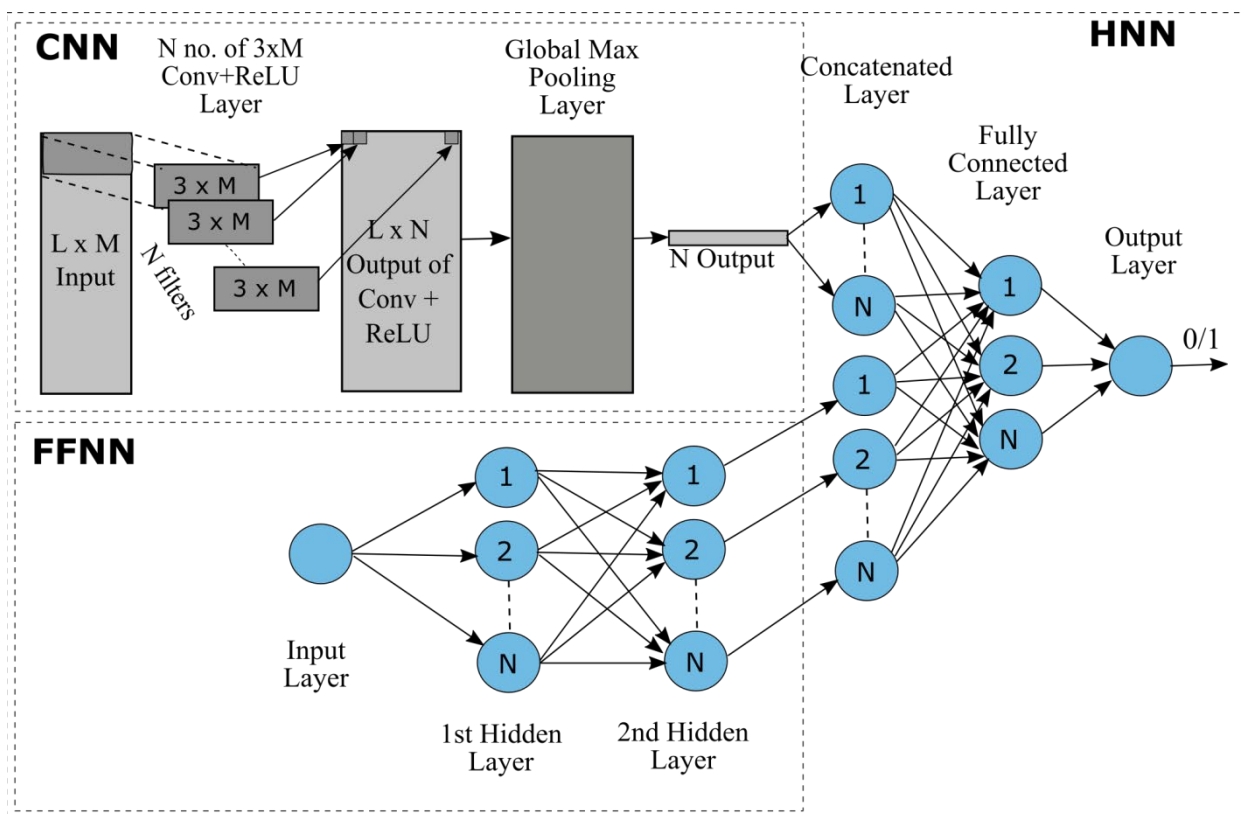 CNN
N no. of 3xM
Conv+ReLU
Layer
Global Max
Pooling
Layer
Concatenated
Layer
HNN
Fully
Connected
Layer
Output
Layer
L x M
Input
3 x M
3 x M
3 x M
N filters
L x N
Output of
Conv +
ReLU
N Output
1
N
1
2
N
1
2
N
0/1
FFNN
Input
Layer
1
2
N
1st Hidden
Layer
1
2
N
2nd Hidden
Layer